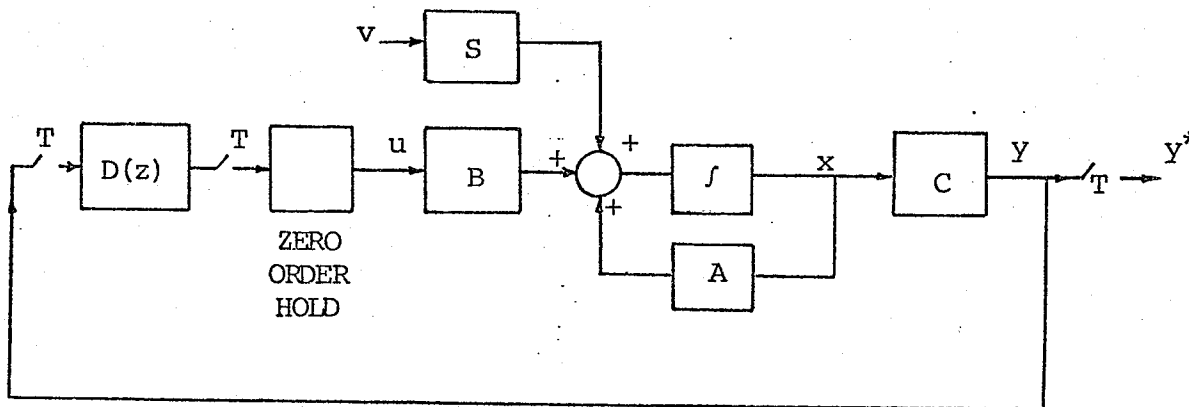 v
S
T
D(z)
T
ZERO
ORDER
HOLD
u
B
+
+
+
∫
x
A
C
y
T
y*